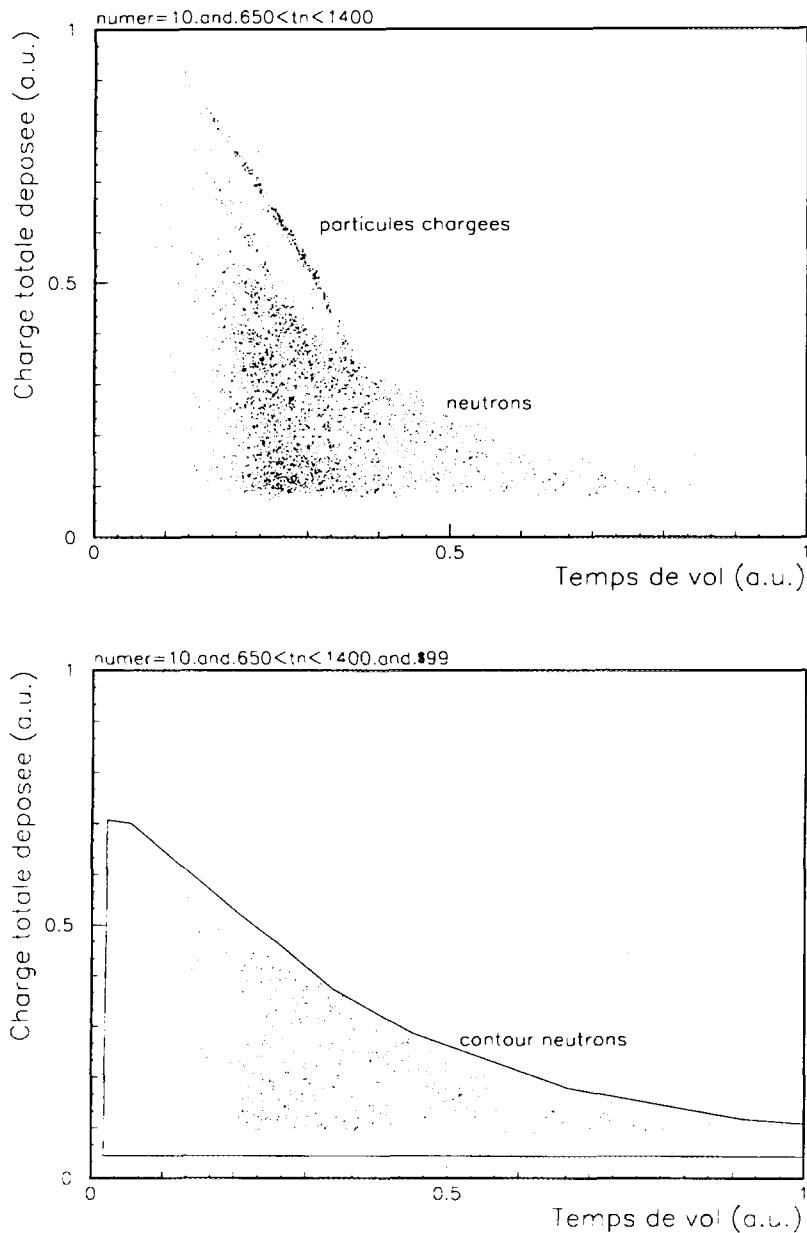 numer=10.and.650<tn<1400
Charge totale deposee (a.u.)
1
0.5
0
particules chargees
neutrons
0
0.5
1
Temps de vol (a.u.)
numer=10.and.650<tn<1400.and.$99
Charge totale deposee (a.u.)
1
0.5
0
contour neutrons
0
0.5
1
Temps de vol (a.u.)